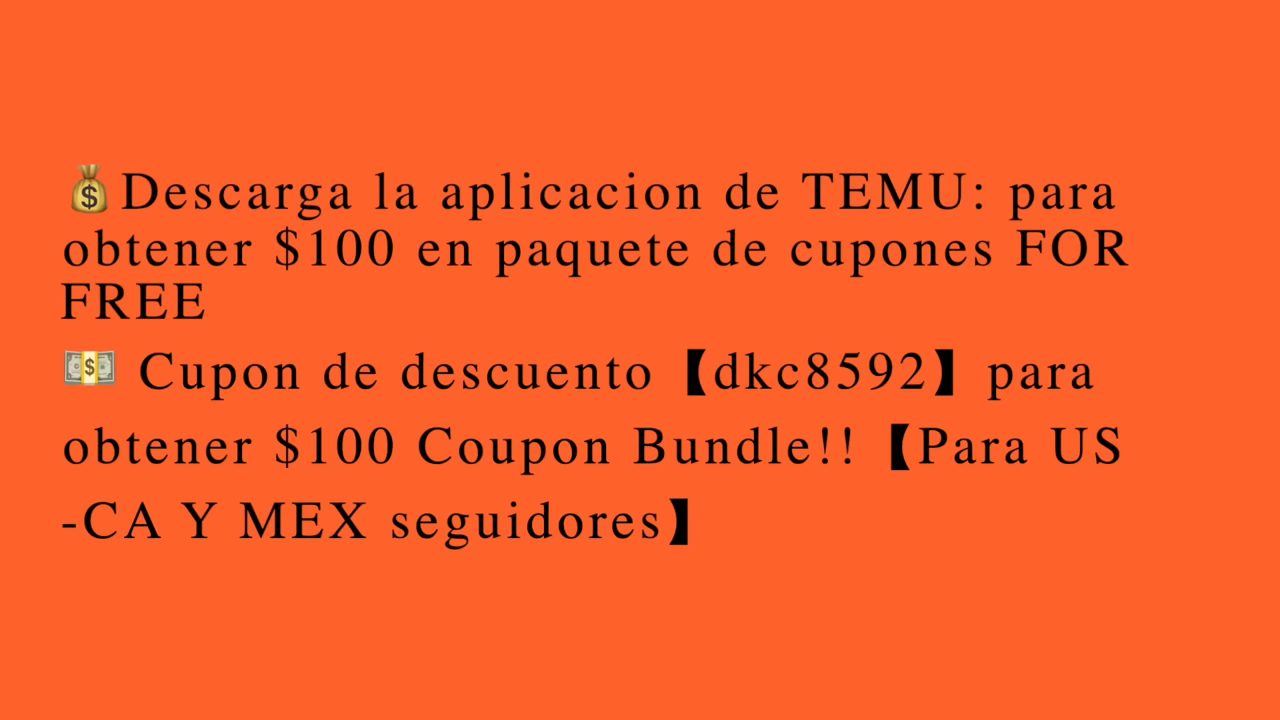 💰Descarga la aplicacion de TEMU: para
obtener $100 en paquete de cupones FOR
FREE
💵 Cupon de descuento【dkc8592】para
obtener $100 Coupon Bundle!!【Para US
-CA Y MEX seguidores】